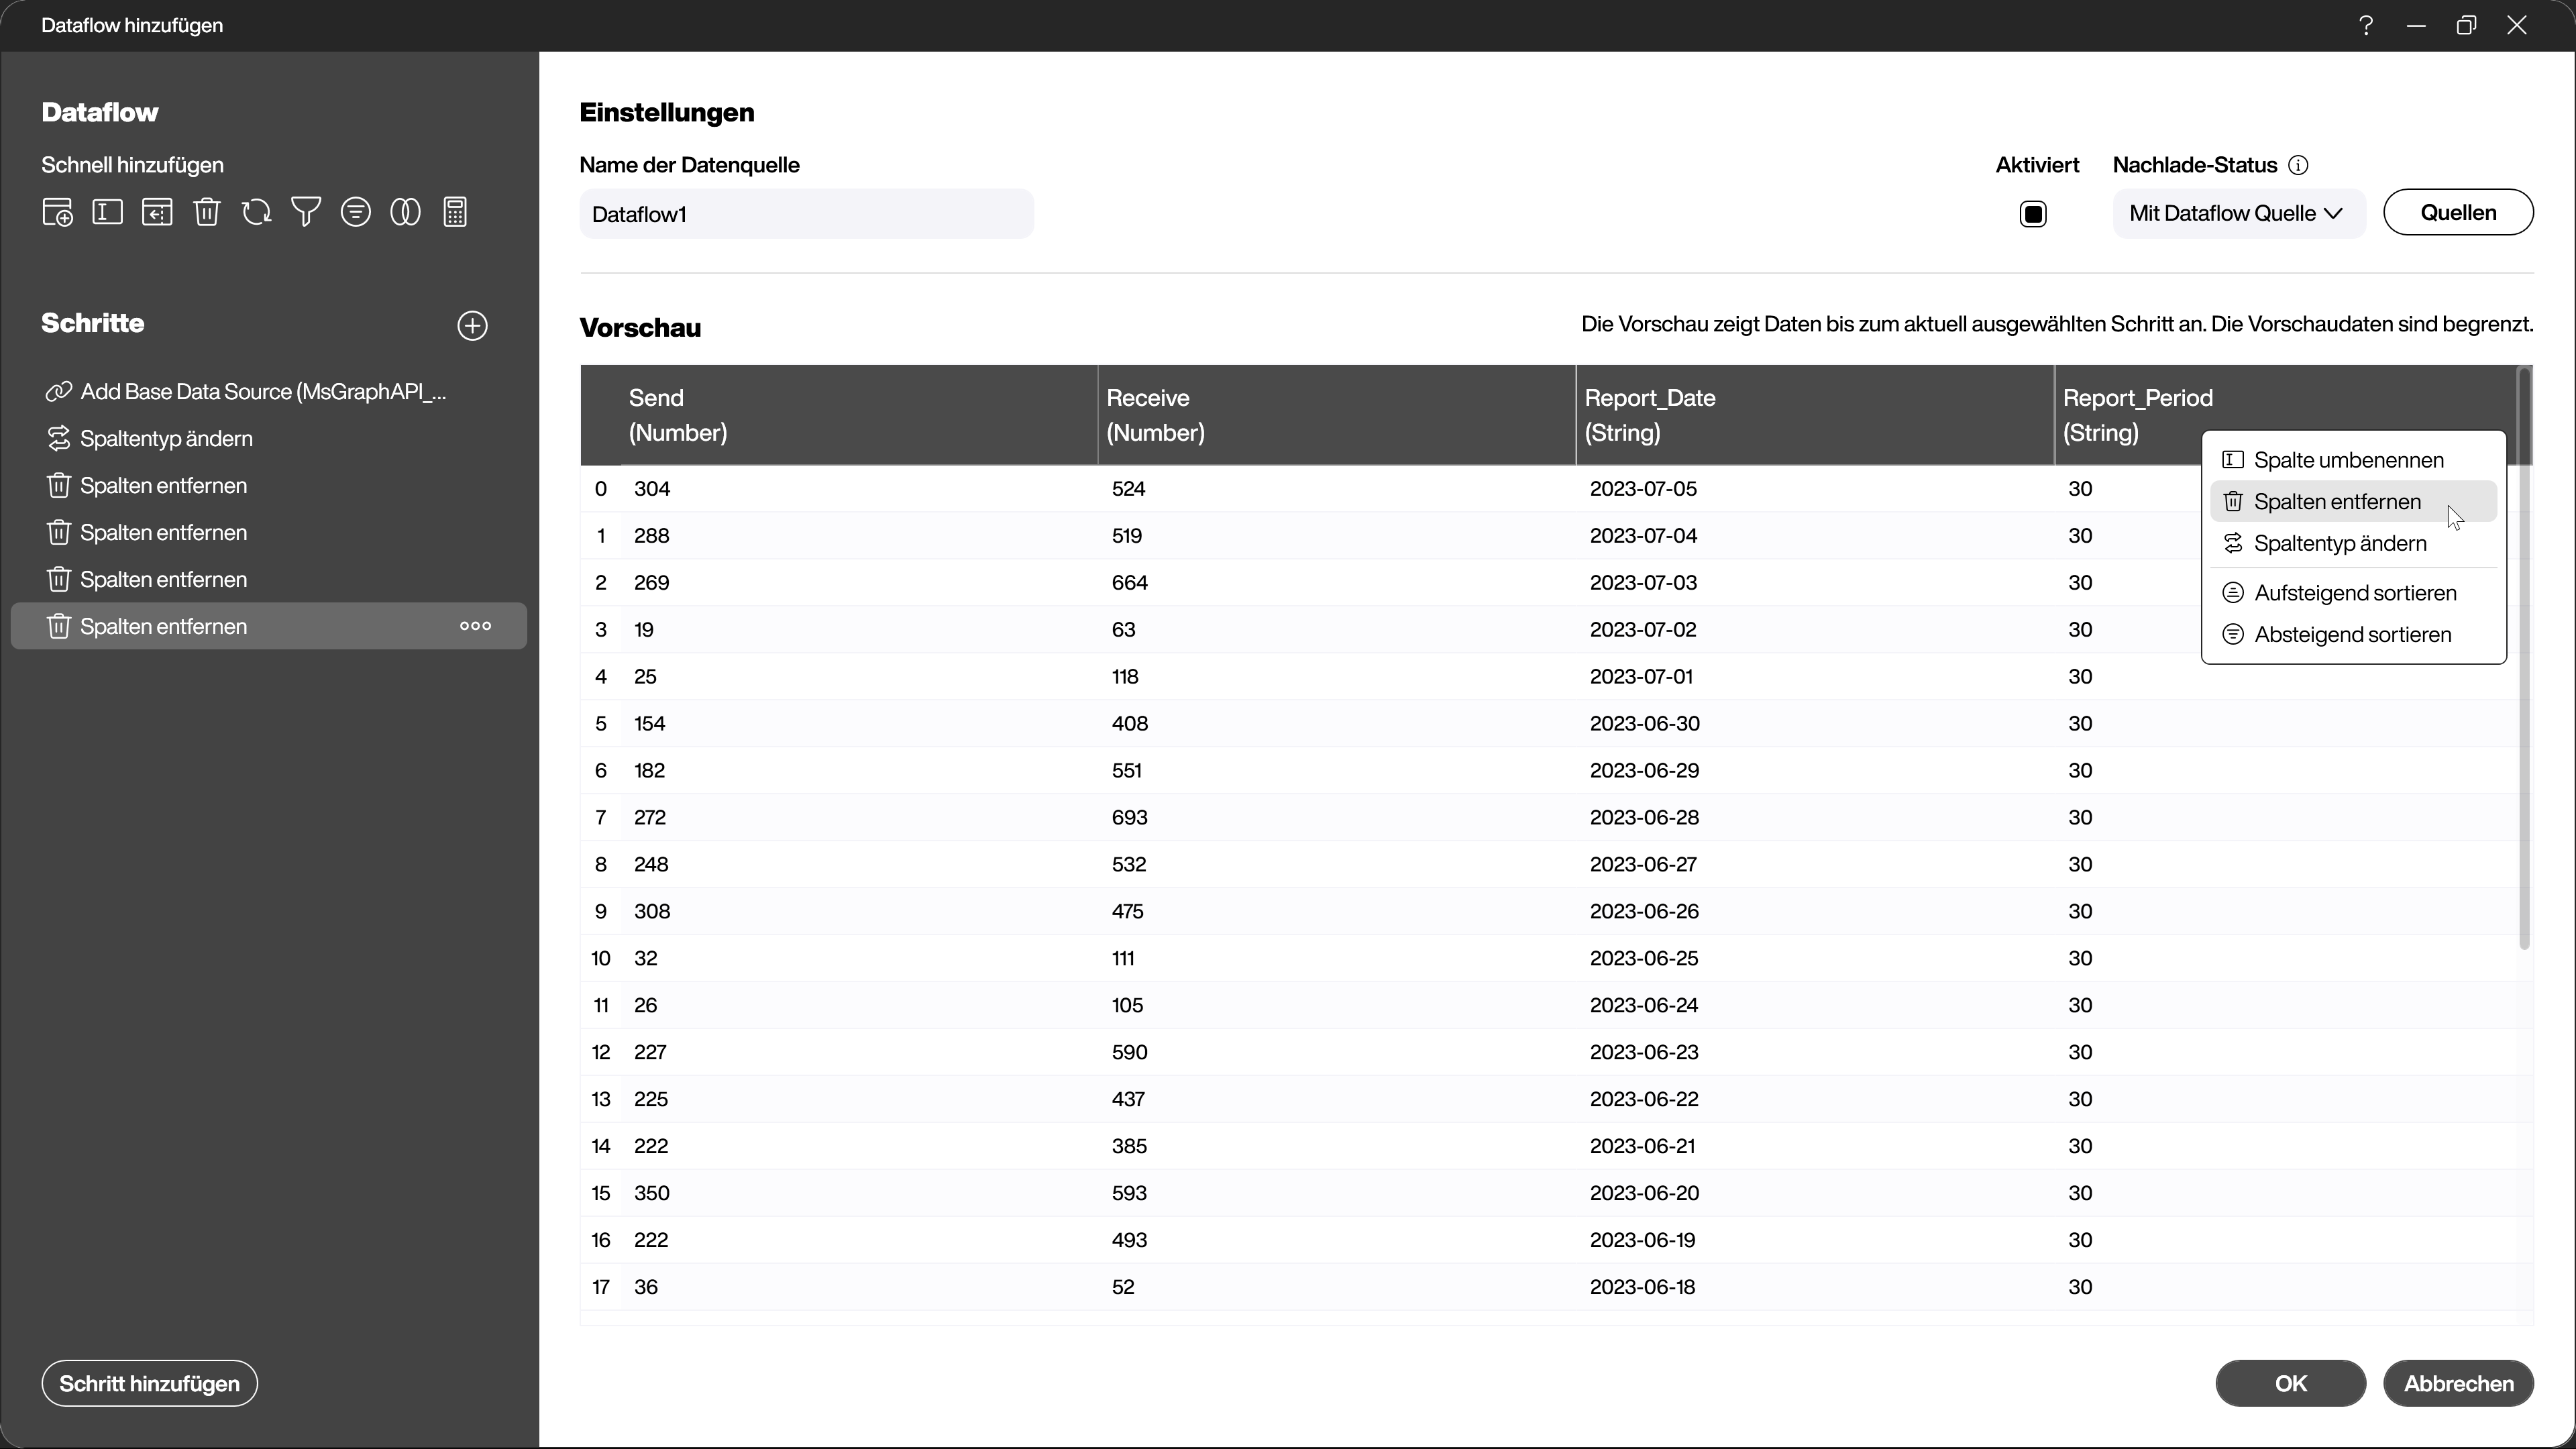 Dataflow hinzufügen
Dataflow
Schnell hinzufügen
Schritte
Add Base Data Source (MsGraphAPI_...
Spaltentyp ändern
Spalten entfernen
Spalten entfernen
Spalten entfernen
Spalten entfernen
Schritt hinzufügen
Einstellungen
Name der Datenquelle
Dataflow1
Aktiviert
Nachlade-Status
Mit Dataflow Quelle
Quellen
Vorschau
Die Vorschau zeigt Daten bis zum aktuell ausgewählten Schritt an. Die Vorschaudaten sind begrenzt.
Send Receive Report_Date Report_Period
(Number) (Number) (String) (String)
0 304 524 2023-07-05 30
1 288 519 2023-07-04 30
2 269 664 2023-07-03 30
3 19 63 2023-07-02 30
4 25 118 2023-07-01 30
5 154 408 2023-06-30 30
6 182 551 2023-06-29 30
7 272 693 2023-06-28 30
8 248 532 2023-06-27 30
9 308 475 2023-06-26 30
10 32 111 2023-06-25 30
11 26 105 2023-06-24 30
12 227 590 2023-06-23 30
13 225 437 2023-06-22 30
14 222 385 2023-06-21 30
15 350 593 2023-06-20 30
16 222 493 2023-06-19 30
17 36 52 2023-06-18 30
Spalte umbenennen
Spalten entfernen
Spaltentyp ändern
Aufsteigend sortieren
Absteigend sortieren
OK
Abbrechen